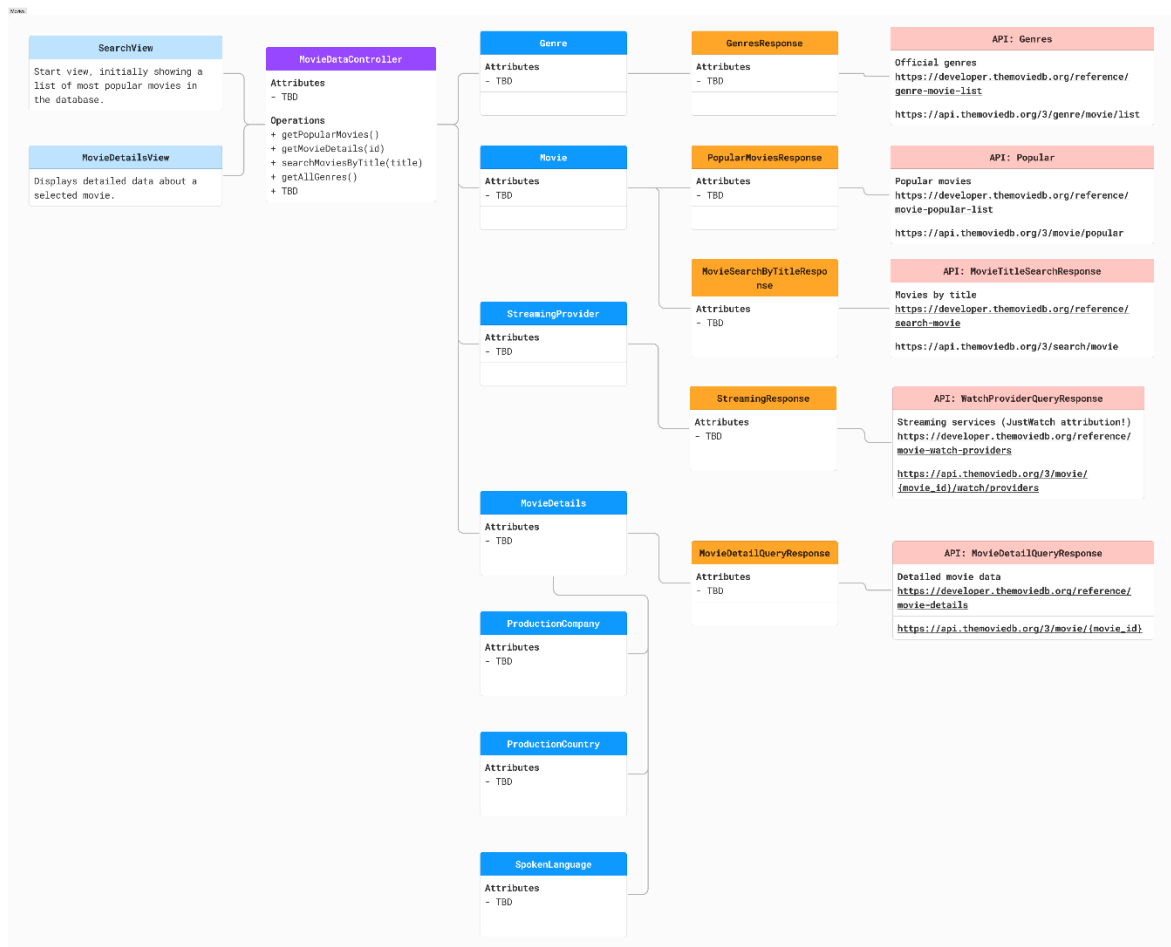 Movies
SearchView
Start view, initially showing a
list of most popular movies in
the database.
MovieDetailsView
Displays detailed data about a
selected movie.
MovieDataController
Attributes
- TBD
Operations
+ getPopularMovies()
+ getMovieDetails(id)
+ searchMoviesByTitle(title)
+ getAllGenres()
+ TBD
Genre
Attributes
- TBD
Movie
Attributes
- TBD
StreamingProvider
Attributes
- TBD
MovieDetails
Attributes
- TBD
ProductionCompany
Attributes
- TBD
ProductionCountry
Attributes
- TBD
SpokenLanguage
Attributes
- TBD
GenresResponse
Attributes
- TBD
PopularMoviesResponse
Attributes
- TBD
MovieSearchByTitleRespo
nse
Attributes
- TBD
StreamingResponse
Attributes
- TBD
MovieDetailQueryResponse
Attributes
- TBD
API: Genres
Official genres
https://developer.themoviedb.org/reference/
genre-movie-list
https://api.themoviedb.org/3/genre/movie/list
API: Popular
Popular movies
https://developer.themoviedb.org/reference/
movie-popular-list
https://api.themoviedb.org/3/movie/popular
API: MovieTitleSearchResponse
Movies by title
https://developer.themoviedb.org/reference/
search-movie
https://api.themoviedb.org/3/search/movie
API: WatchProviderQueryResponse
Streaming services (JustWatch attribution!)
https://developer.themoviedb.org/reference/
movie-watch-providers
https://api.themoviedb.org/3/movie/
{movie_id}/watch/providers
API: MovieDetailQueryResponse
Detailed movie data
https://developer.themoviedb.org/reference/
movie-details
https://api.themoviedb.org/3/movie/{movie_id}